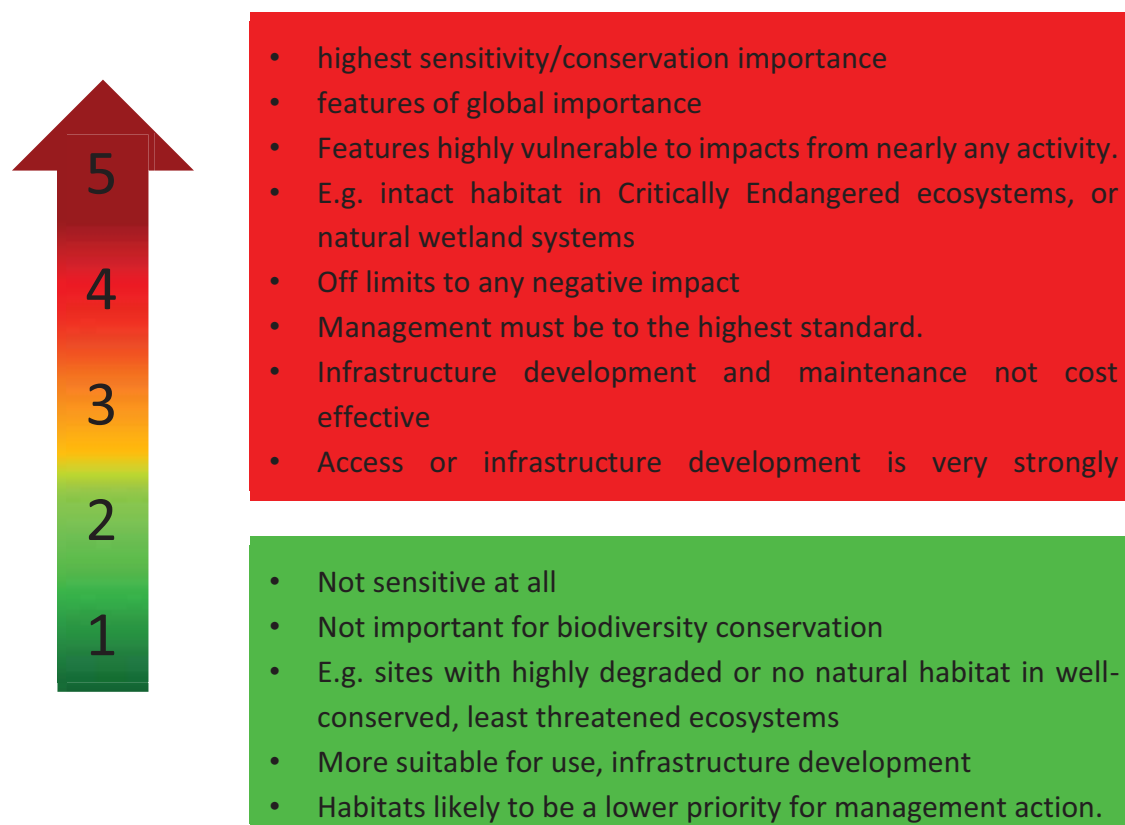 5
4
3
2
1
• highest sensitivity/conservation importance
• features of global importance
• Features highly vulnerable to impacts from nearly any activity.
• E.g. intact habitat in Critically Endangered ecosystems, or
natural wetland systems
• Off limits to any negative impact
• Management must be to the highest standard.
• Infrastructure development and maintenance not cost
effective
• Access or infrastructure development is very strongly
• Not sensitive at all
• Not important for biodiversity conservation
• E.g. sites with highly degraded or no natural habitat in well-
conserved, least threatened ecosystems
• More suitable for use, infrastructure development
• Habitats likely to be a lower priority for management action.